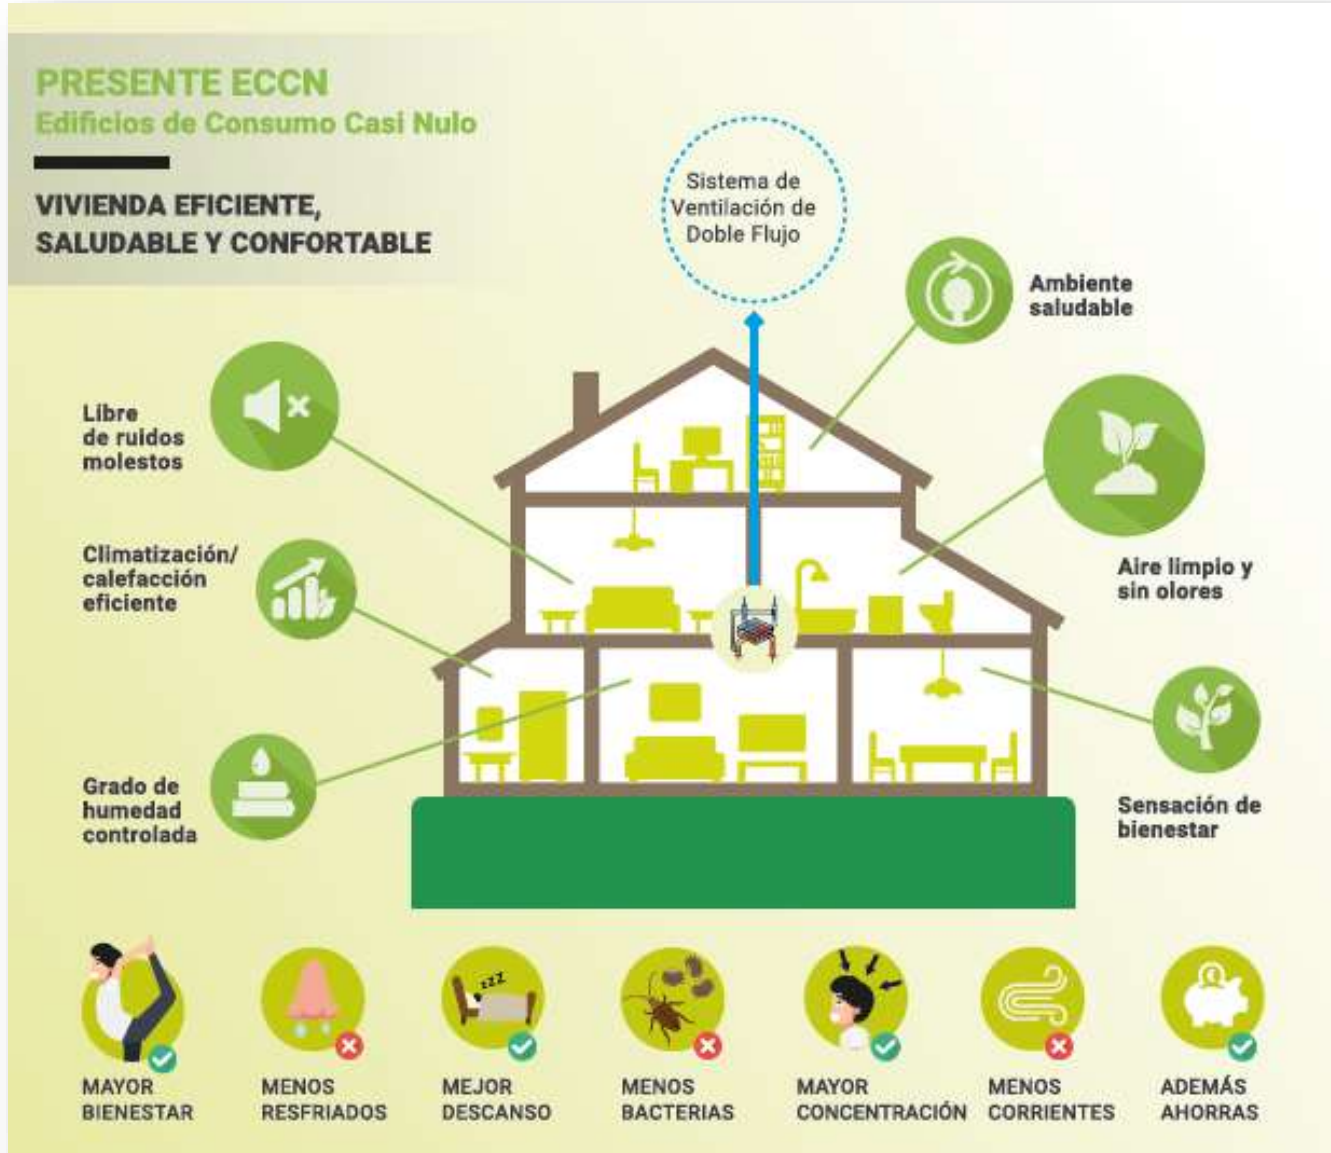 PRESENTE ECCN
Edificios de Consumo Casi Nulo
VIVIENDA EFICIENTE,
SALUDABLE Y CONFORTABLE
Sistema de
Ventilación de
Doble Flujo
Ambiente
saludable
Libre
de ruidos
molestos
Climatización/
calefacción
eficiente
Aire limpio y
sin olores
Grado de
humedad
controlada
Sensación de
bienestar
zzZ
MAYOR
BIENESTAR
MENOS
RESFRIADOS
MEJOR
DESCANSO
MENOS
BACTERIAS
MAYOR
CONCENTRACIÓN
MENOS
CORRIENTES
ADEMÁS
AHORRAS